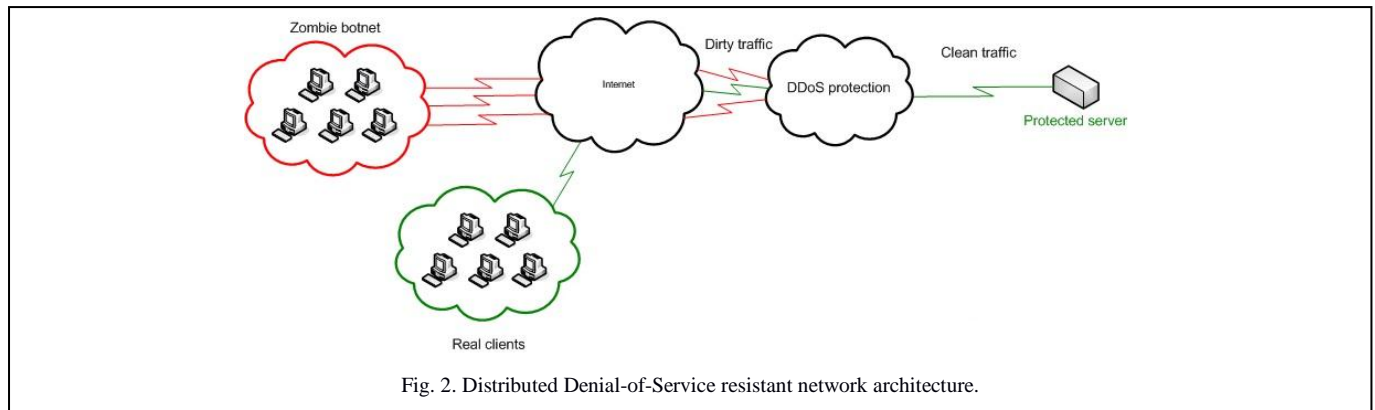 Zombie botnet
Internet
Dirty traffic
DDoS protection
Clean traffic
Protected server
Real clients
Fig. 2. Distributed Denial-of-Service resistant network architecture.